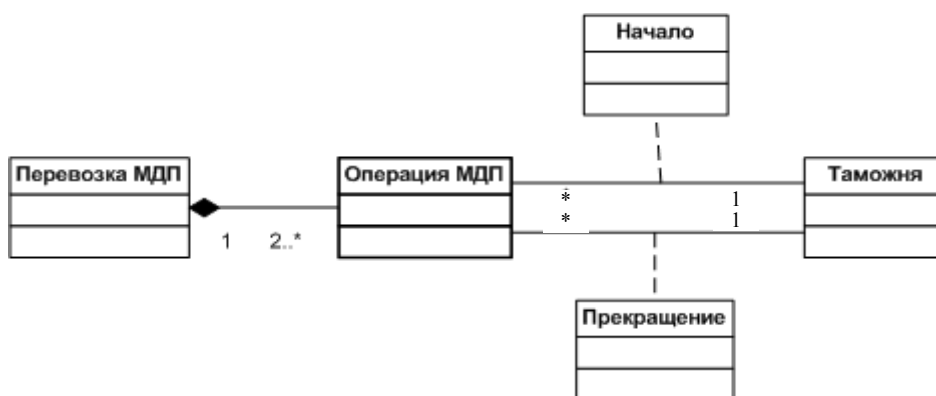 Начало
Перевозка МДП
Операция МДП
Таможня
* 1
* 1
1 2..*
Прекращение